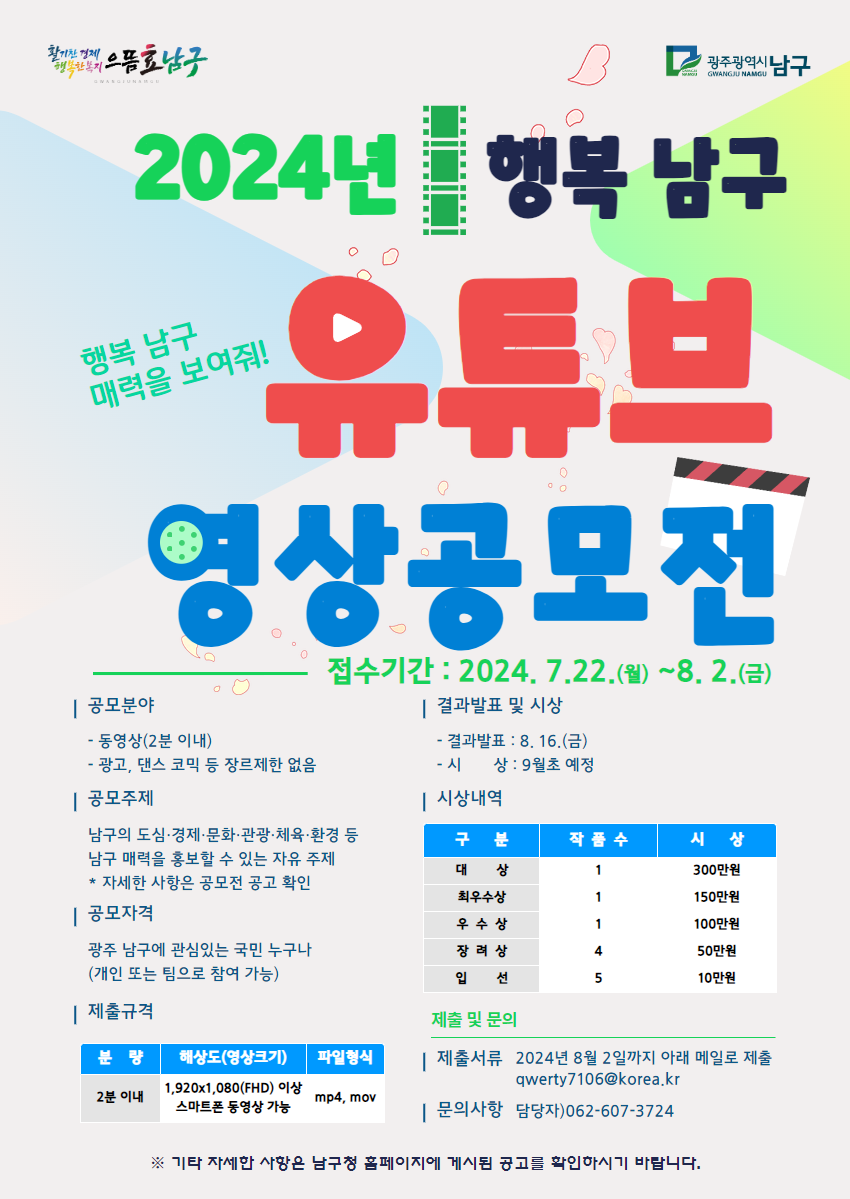 활기찬 경제
행복한 복지 으뜸 효 남구
GWANGJU NAMGU
GWANGJU
NAMGU
광주광역시 남구
GWANGJU NAMGU
2024년 행복 남구
행복 남구
매력을 보여줘!
유튜브
영상공모전
접수기간 : 2024. 7.22.(월) ~8. 2.(금)
공모분야
- 동영상(2분 이내)
- 광고, 댄스 코믹 등 장르제한 없음
공모주제
남구의 도심·경제·문화·관광·체육·환경 등
남구 매력을 홍보할 수 있는 자유 주제
* 자세한 사항은 공모전 공고 확인
공모자격
광주 남구에 관심있는 국민 누구나
(개인 또는 팀으로 참여 가능)
제출규격
분 량 해상도(영상크기) 파일형식
2분 이내 1,920x1,080(FHD) 이상 스마트폰 동영상 가능 mp4, mov
결과발표 및 시상
- 결과발표 : 8. 16.(금)
- 시 상 : 9월초 예정
시상내역
구 분 작 품 수 시 상
대 상 1 300만원
최우수상 1 150만원
우 수 상 1 100만원
장 려 상 4 50만원
입 선 5 10만원
제출 및 문의
제출서류 2024년 8월 2일까지 아래 메일로 제출
qwerty7106@korea.kr
문의사항 담당자)062-607-3724
※ 기타 자세한 사항은 남구청 홈페이지에 게시된 공고를 확인하시기 바랍니다.